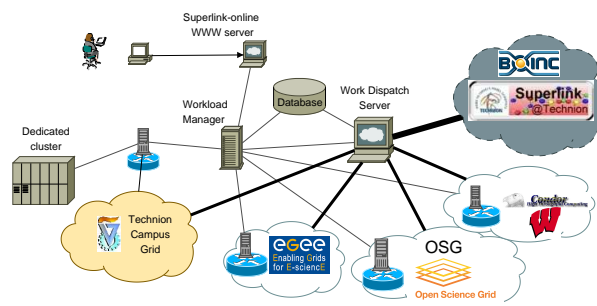 Superlink-online
WWW server
BOINC
Superlink
@Technion
TECHNION
Database
Work Dispatch
Server
Workload
Manager
Dedicated
cluster
Condor
W
Technion
Campus
Grid
eGee
Enabling Grids
for E-sciencE
OSG
Open Science Grid